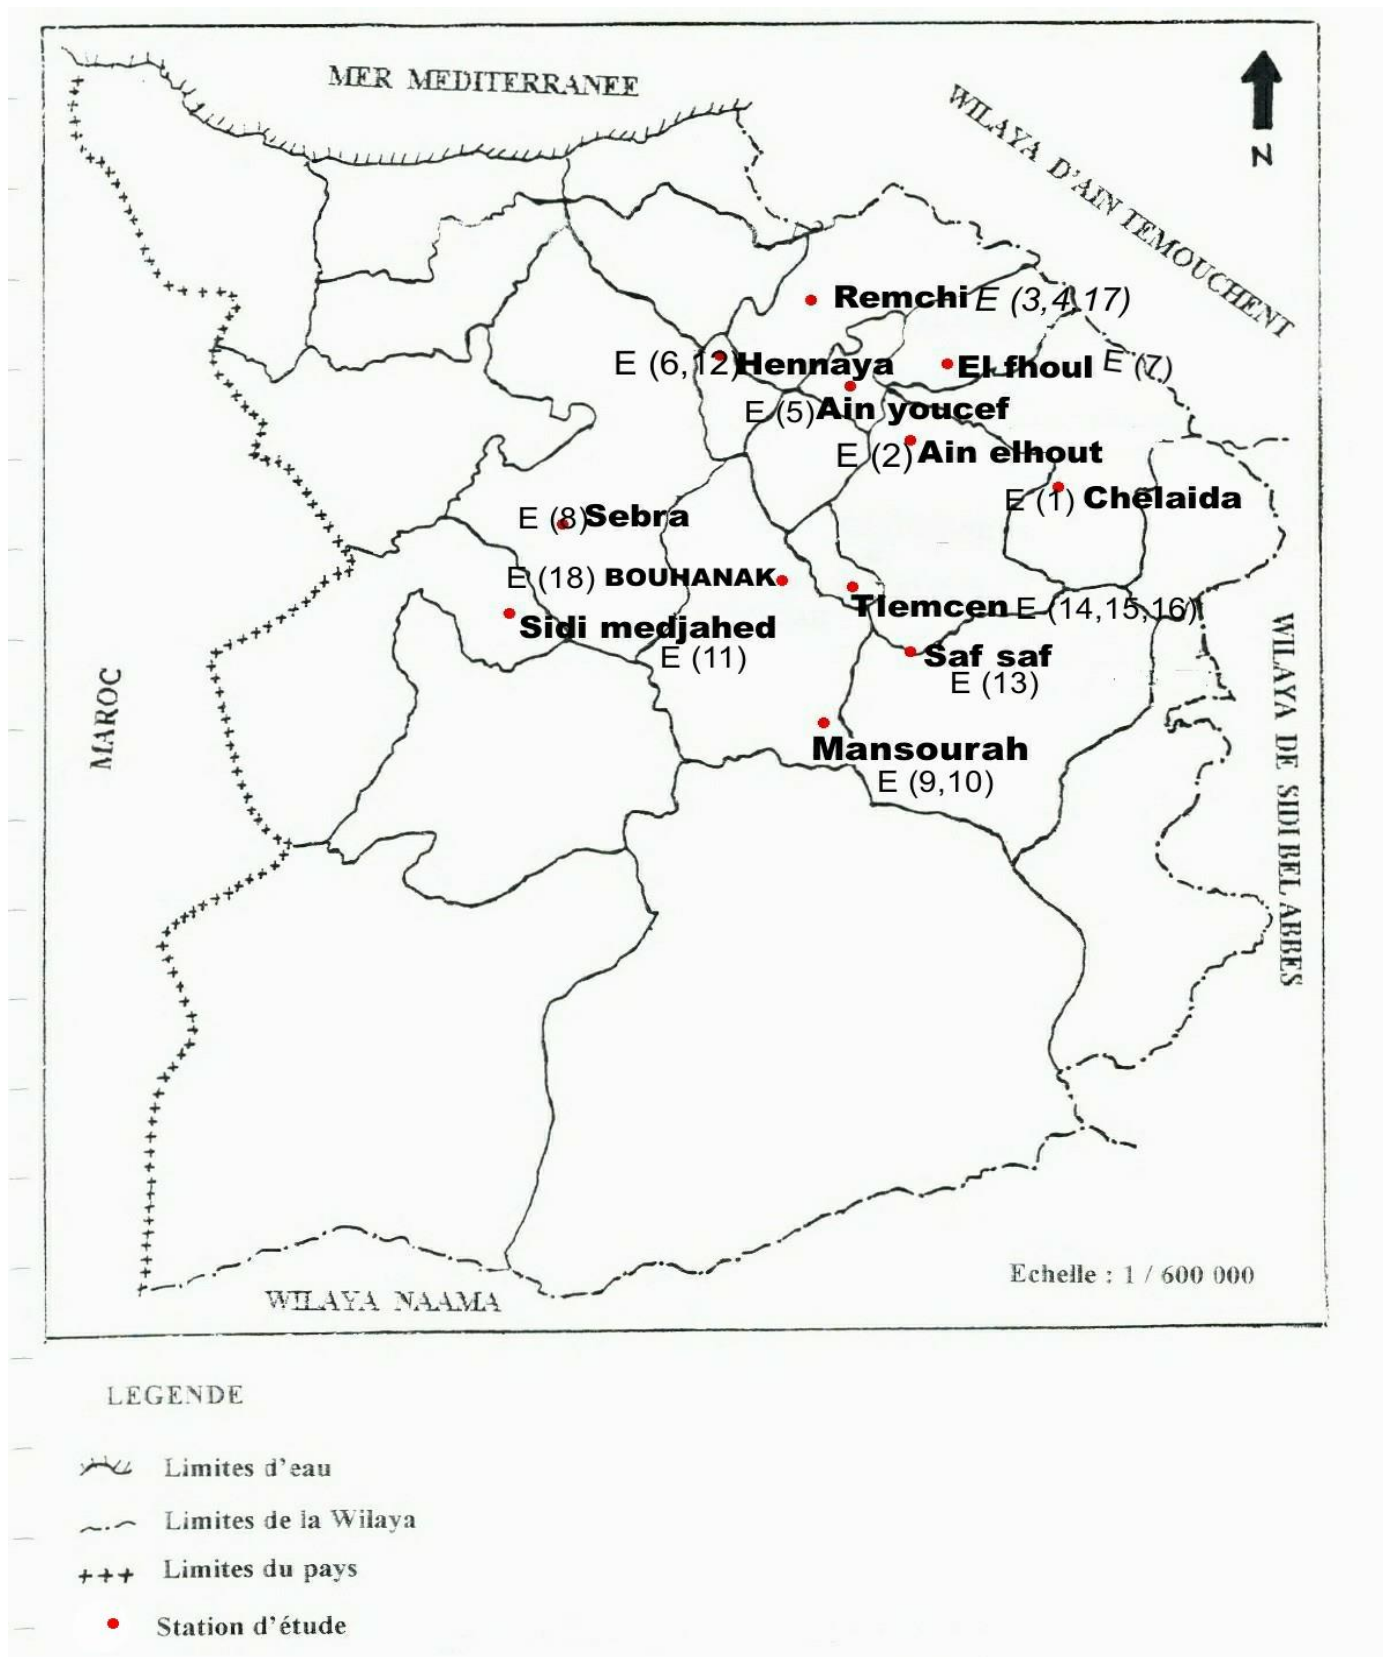 MER MEDITERRANEE
WILAYA D'AIN TEMOUCHENT
N
Remchi E (3,4,17)
E (6,12) Hennaya
El fhoul E (7)
E (5) Ain youcef
E (2) Ain elhout
E (1) Chelaida
E (8) Sebra
E (18) BOUHANAK
Tlemcen E (14,15,16)
Sidi medjahed
E (11)
Saf saf
E (13)
MAROC
WILAYA DE SIDI BEL ABBES
Mansourah
E (9,10)
Echelle : 1 / 600 000
WILAYA NAAMA
LEGENDE
Limites d'eau
Limites de la Wilaya
Limites du pays
Station d'étude